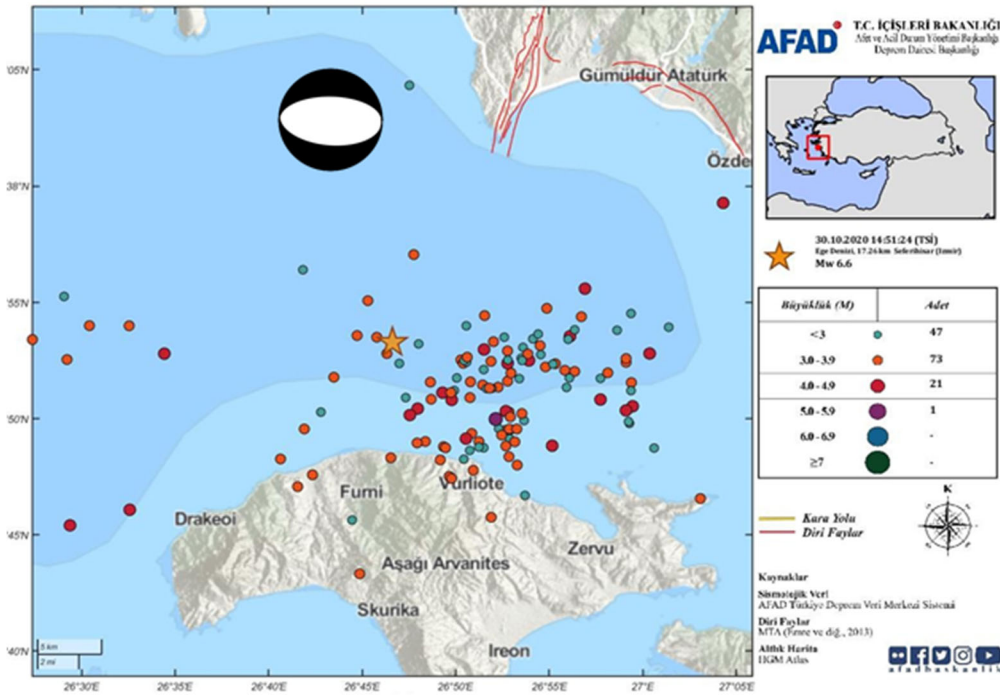 Gümüldür Atatürk
Özde
Vurliote
Furni
Drakeoi
Aşağı Arvanites
Zervu
Skurika
Ireon
05'N
38°N
55'N
50'N
45'N
40'N
5 km
2 mi
26°30'E
26°35'E
26°40'E
26°45'E
26°50'E
26°55'E
27°E
27°05'E
AFAD
T.C. İÇİŞLERİ BAKANLIĞI
Afet ve Acil Durum Yönetimi Başkanlığı
Deprem Dairesi Başkanlığı
30.10.2020 14:51:24 (TSİ)
Ege Denizi, 17.26 km Seferihisar (İzmir)
Mw 6.6
Büyüklük (M) Adet
<3 47
3.0 - 3.9 73
4.0 - 4.9 21
5.0 - 5.9 1
6.0 - 6.9 -
≥7 -
K
Kara Yolu
Diri Faylar
Kaynaklar
Sismolojik Veri
AFAD Türkiye Deprem Veri Merkezi Sistemi
Diri Faylar
MTA (Emre ve diğ., 2013)
Altlık Harita
HGM Atlas
afadbaskanlik